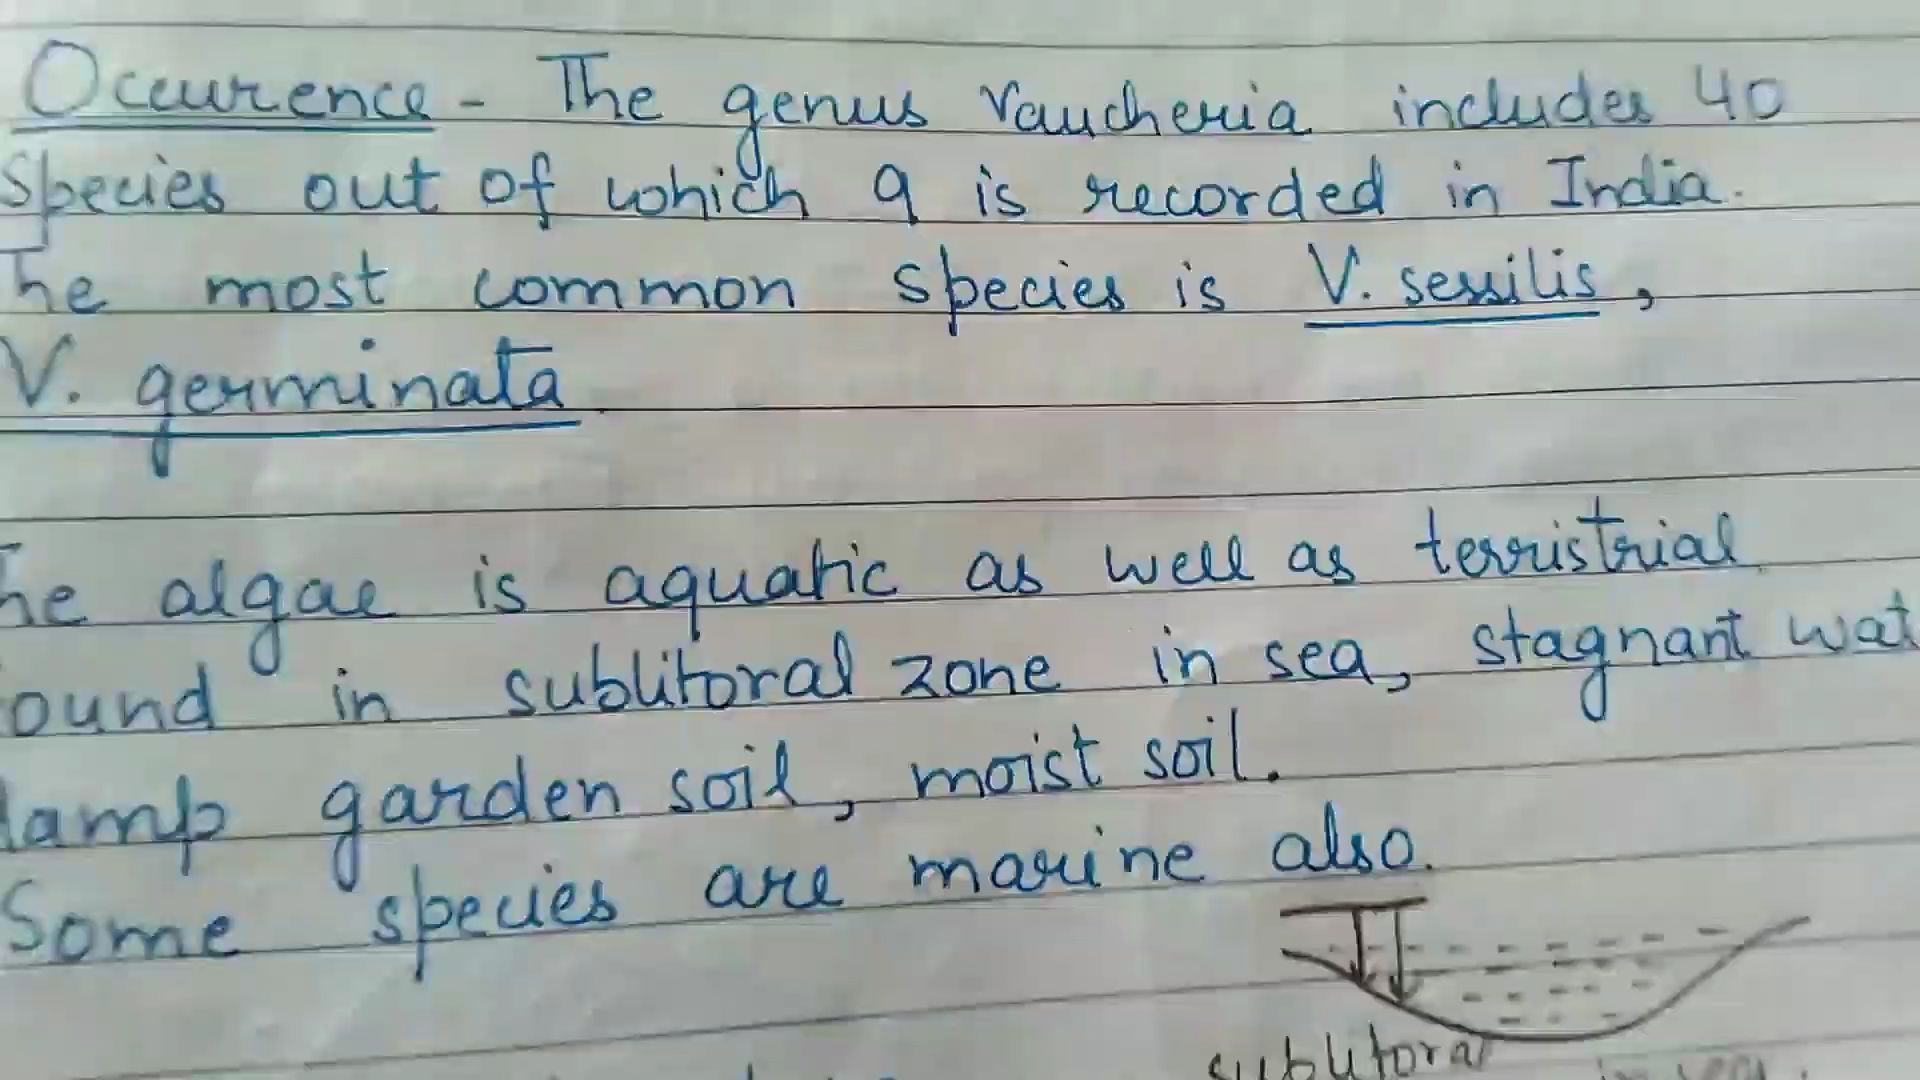 Occurence - The genus Vaucheria includes 40
Species out of which 9 is recorded in India.
The most common species is V. sessilis,
V. germinata
he algae is aquatic as well as terristrial
ound in sublitoral zone in sea, stagnant wat
damp garden soil, moist soil.
Some species are marine also.
sublitoral